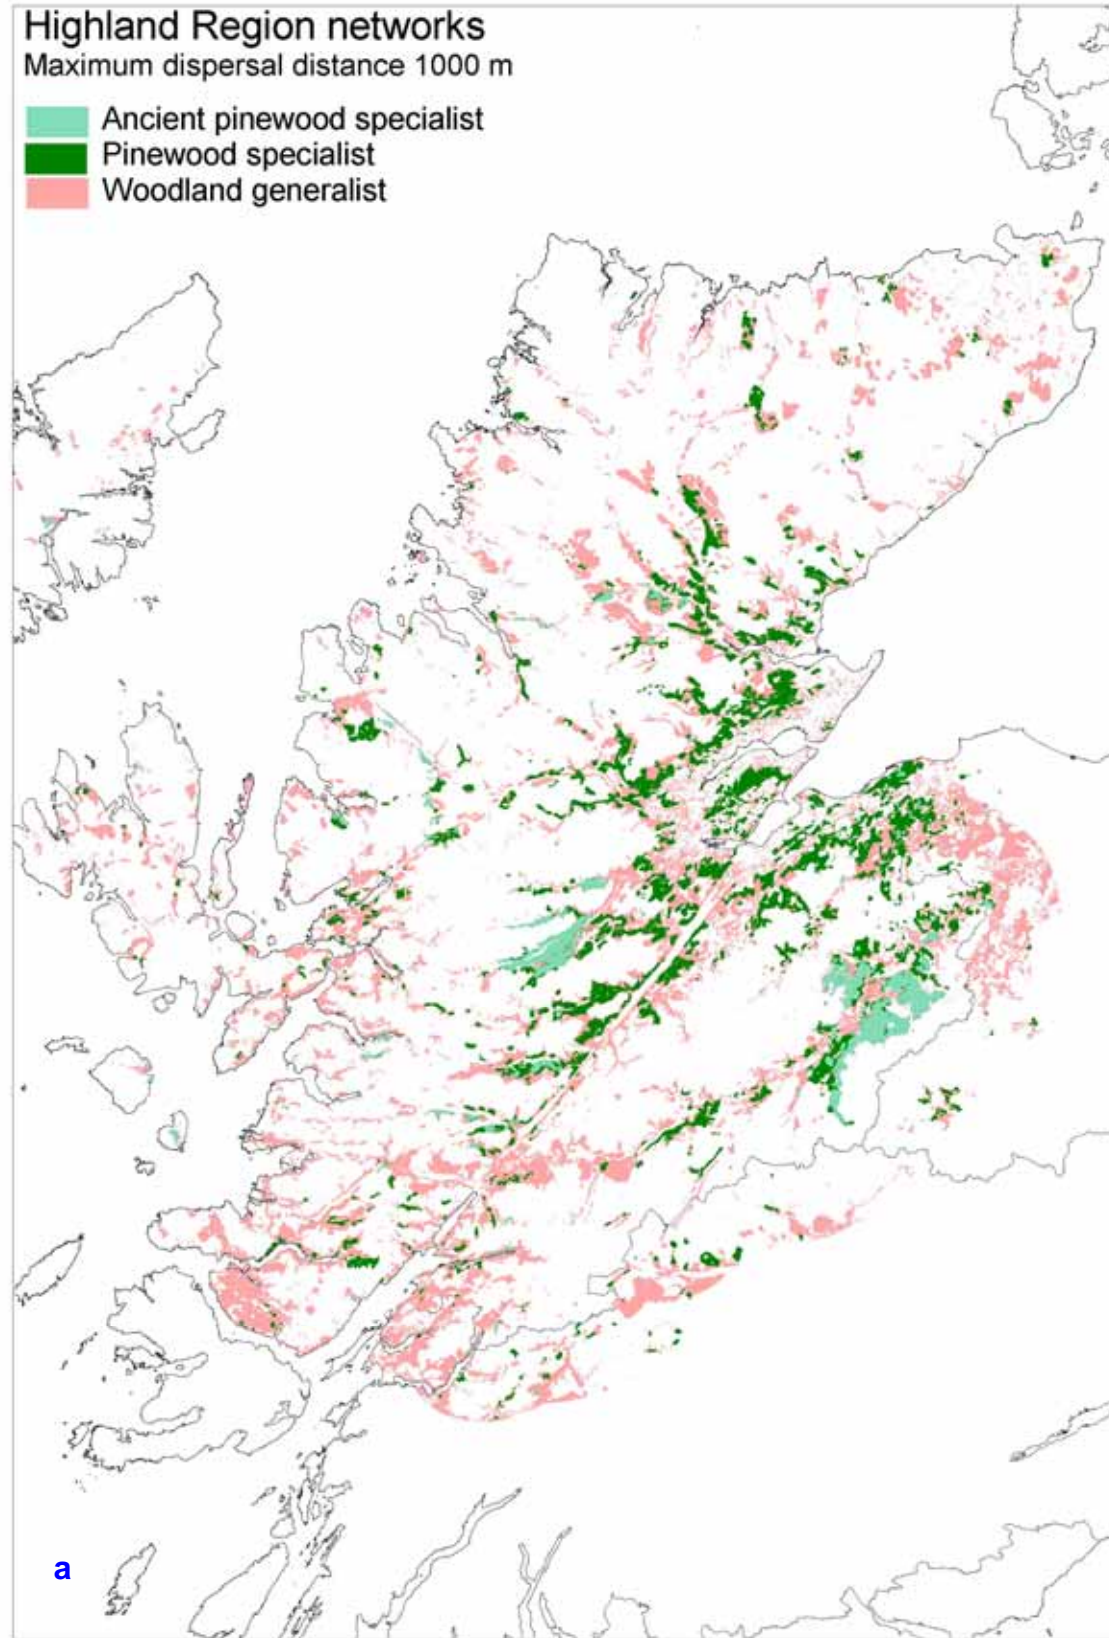 Highland Region networks
Maximum dispersal distance 1000 m
Ancient pinewood specialist
Pinewood specialist
Woodland generalist
a